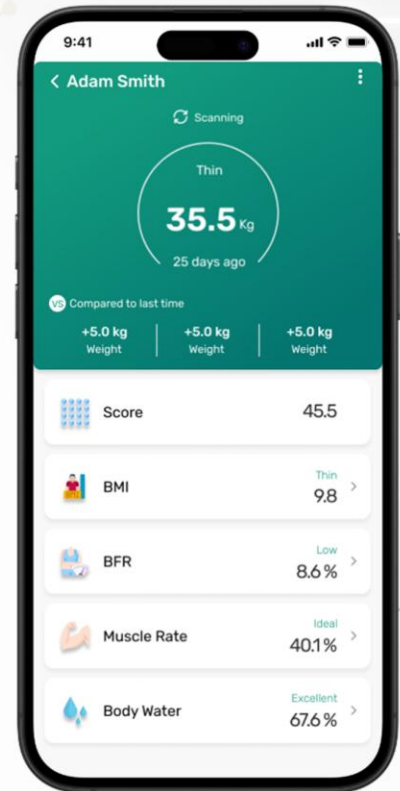 9:41
Adam Smith
Scanning
Thin
35.5 Kg
25 days ago
VS Compared to last time
+5.0 kg +5.0 kg +5.0 kg
Weight Weight Weight
Score 45.5
Thin
BMI 9.8
Low
BFR 8.6 %
Ideal
Muscle Rate 40.1 %
Excellent
Body Water 67.6 %